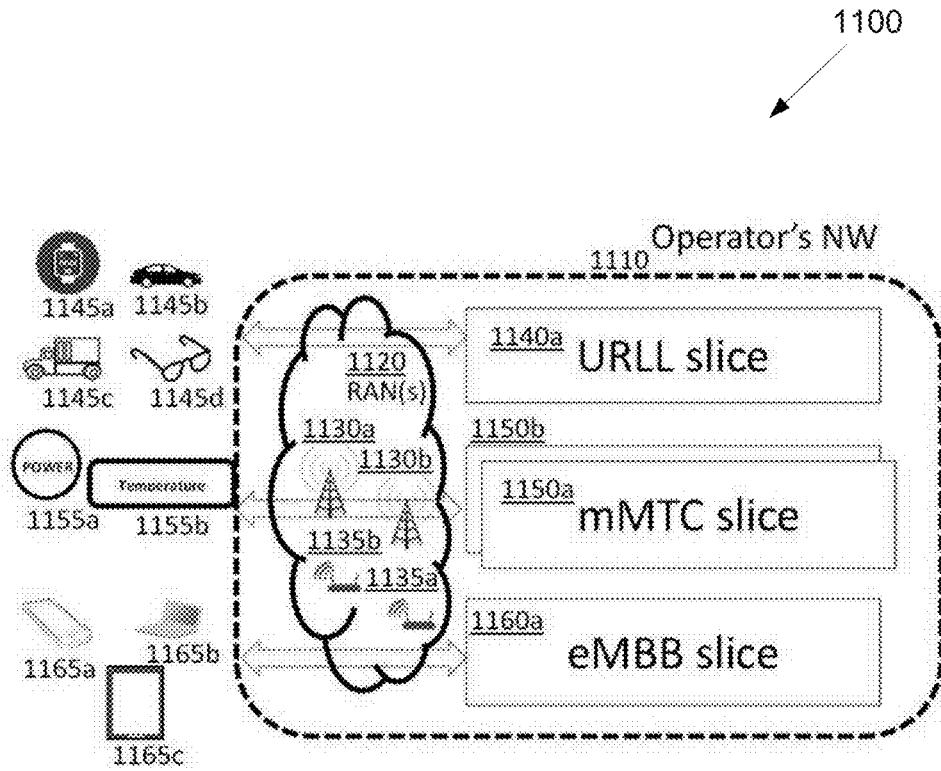 1100
Operator's NW
1110
1145a 1145b
1140a
URLL slice
1120
RAN(s)
1145c 1145d
1130a
1150b
1130b
POWER
Temperature
1150a
mMTC slice
1155a 1155b
1135b
1135a
1160a
eMBB slice
1165a 1165b
1165c